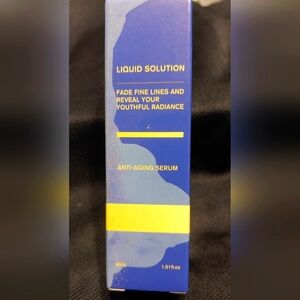 LIQUID SOLUTION
FADE FINE LINES AND
REVEAL YOUR
YOUTHFUL RADIANCE
ANTI-AGING SERUM
1.01fl.oz